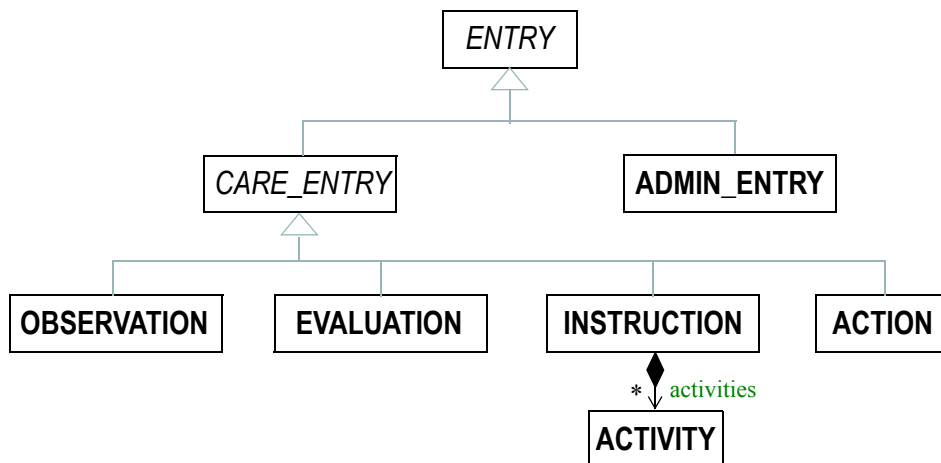 ENTRY
CARE_ENTRY
ADMIN_ENTRY
OBSERVATION
EVALUATION
INSTRUCTION
ACTION
* activities
ACTIVITY